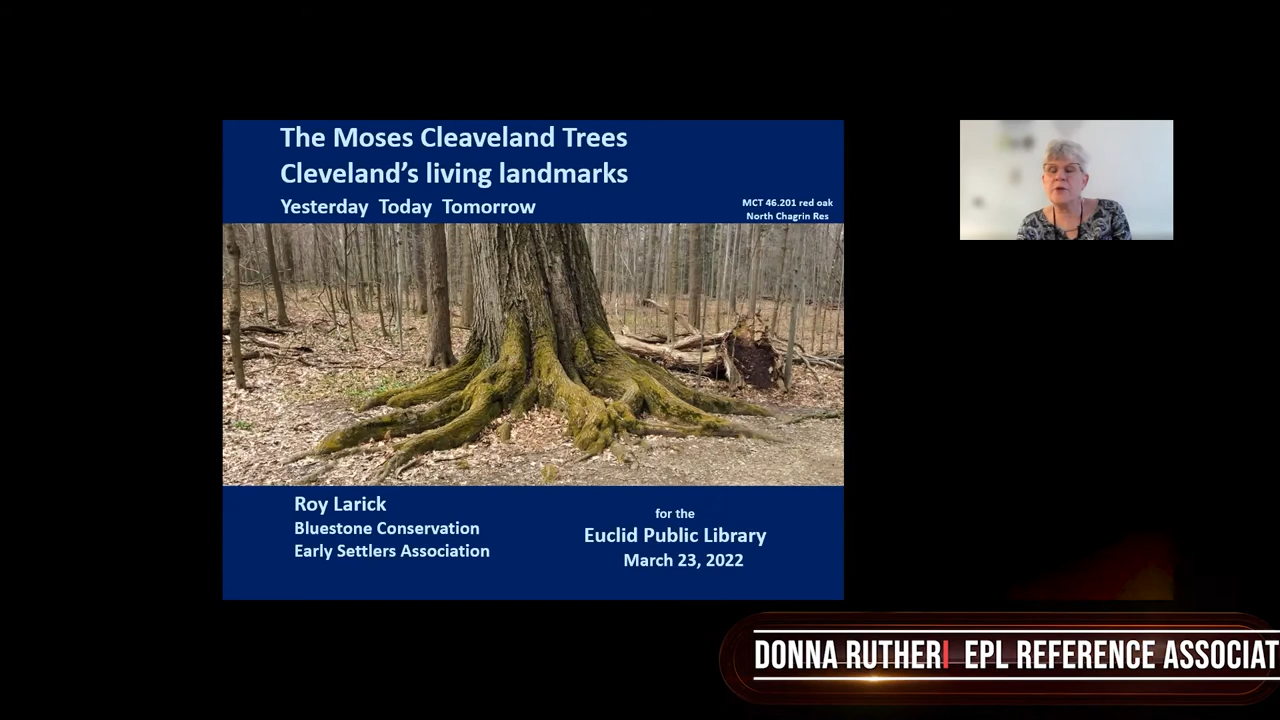 The Moses Cleaveland Trees
Cleveland's living landmarks
Yesterday Today Tomorrow
MCT 46.201 red oak
North Chagrin Res
Roy Larick
Bluestone Conservation
Early Settlers Association
for the
Euclid Public Library
March 23, 2022
DONNA RUTHER| EPL REFERENCE ASSOCIAT